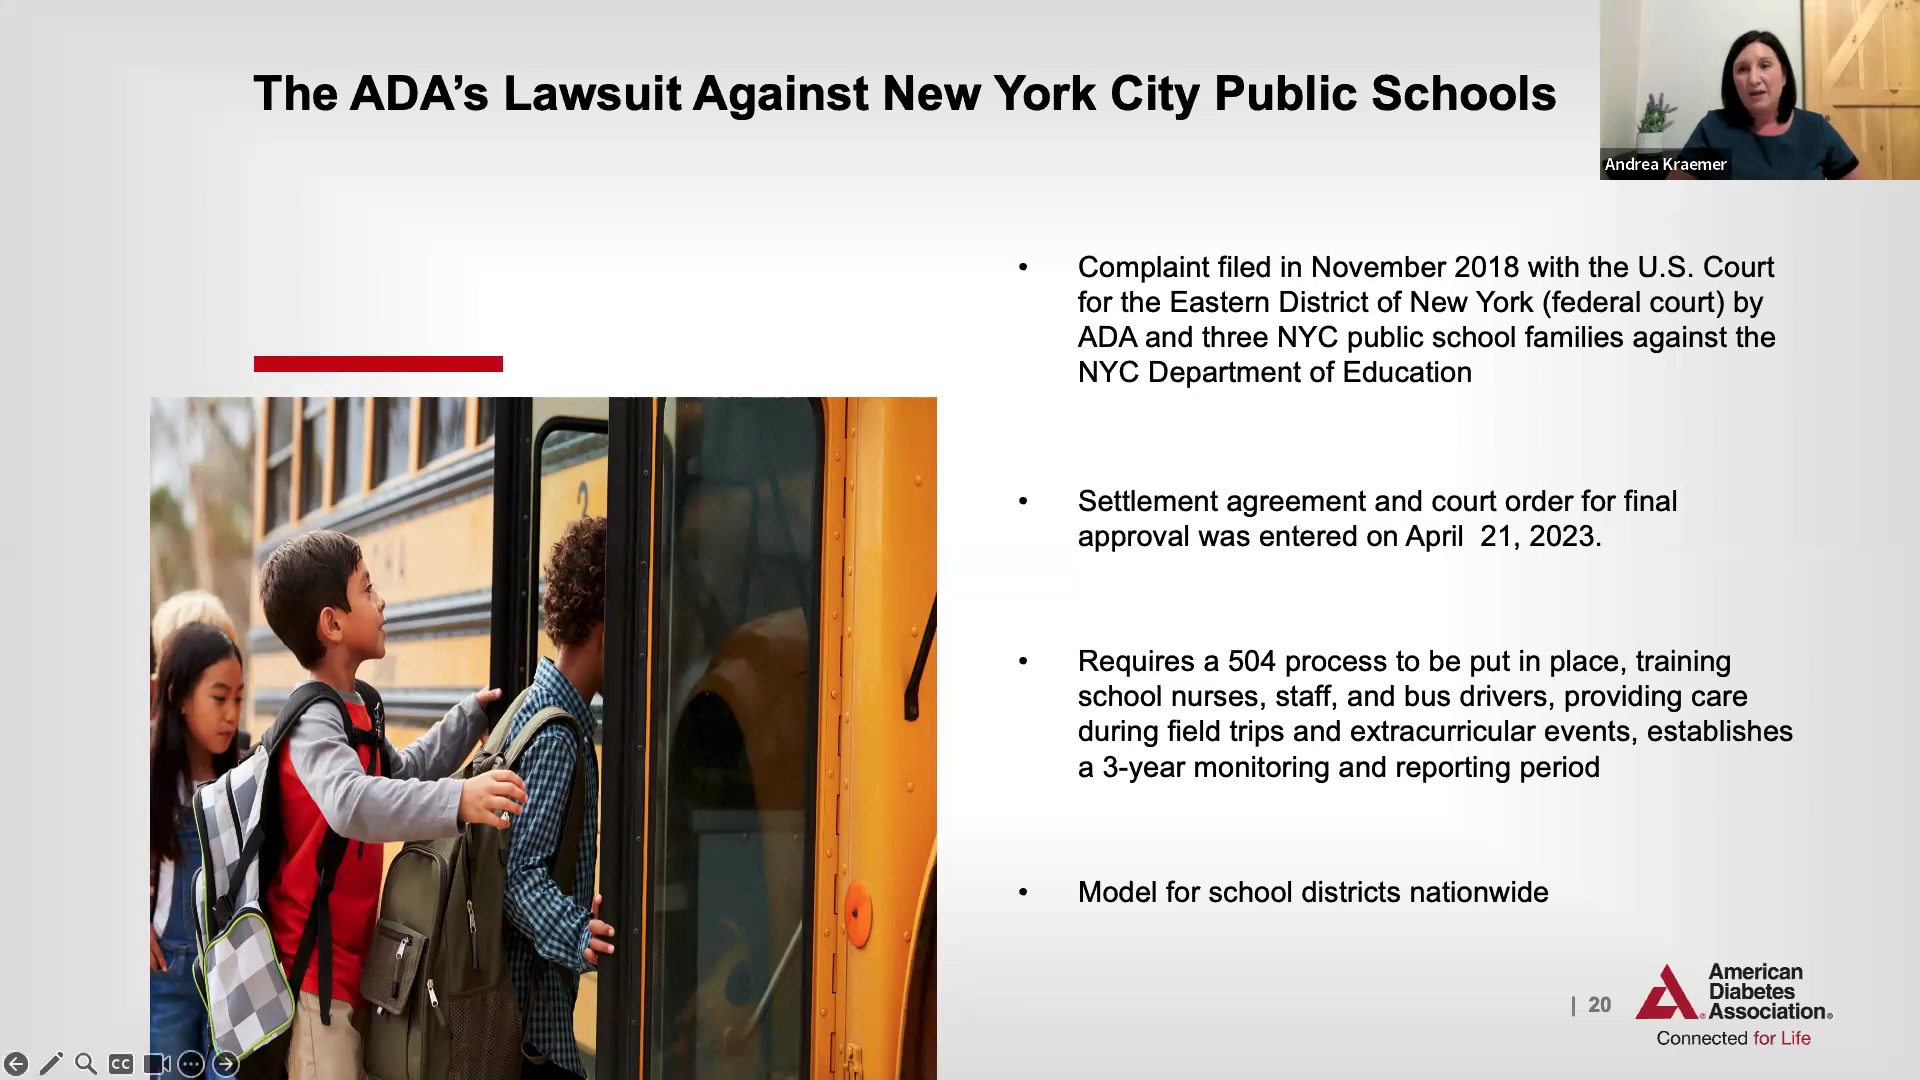 The ADA’s Lawsuit Against New York City Public Schools
Andrea Kraemer
• Complaint filed in November 2018 with the U.S. Court
for the Eastern District of New York (federal court) by
ADA and three NYC public school families against the
NYC Department of Education
• Settlement agreement and court order for final
approval was entered on April  21, 2023.
• Requires a 504 process to be put in place, training
school nurses, staff, and bus drivers, providing care
during field trips and extracurricular events, establishes
a 3-year monitoring and reporting period
• Model for school districts nationwide
2
| 20
American
Diabetes
Association®
Connected for Life
CC